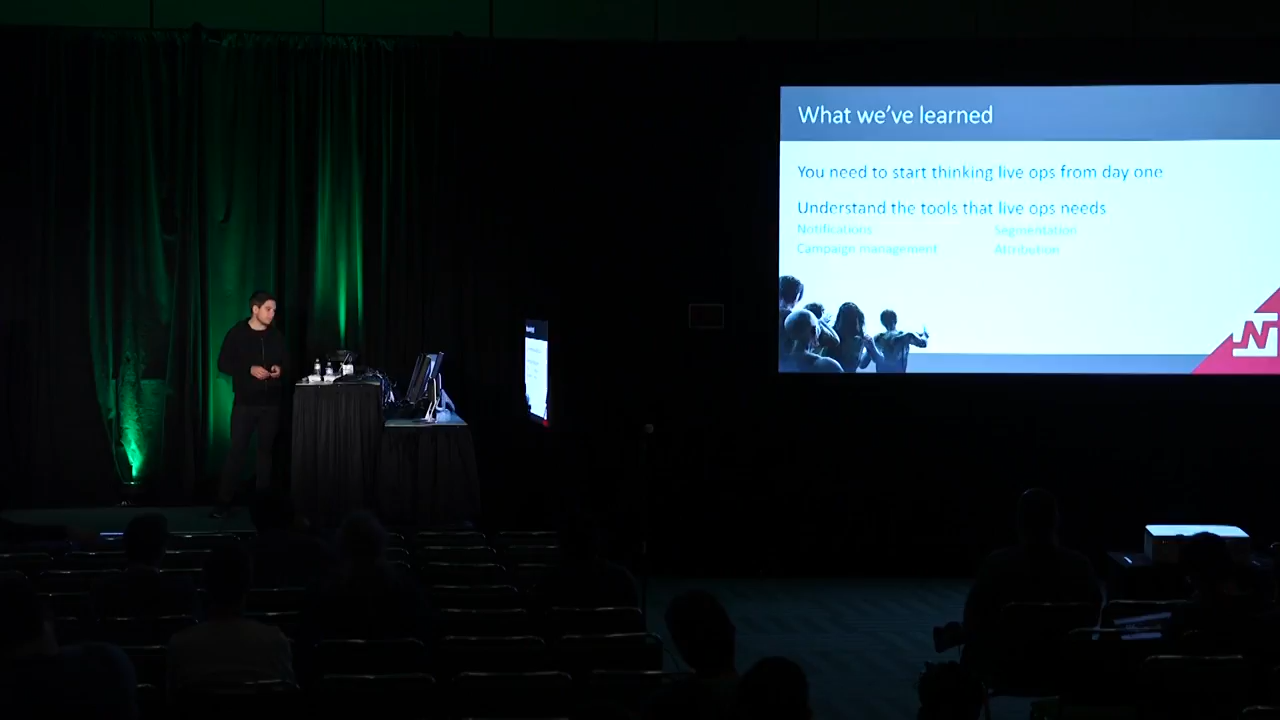 What we've learned
You need to start thinking live ops from day one
Understand the tools that live ops needs
Notifications
Segmentation
Campaign management
Attribution
N